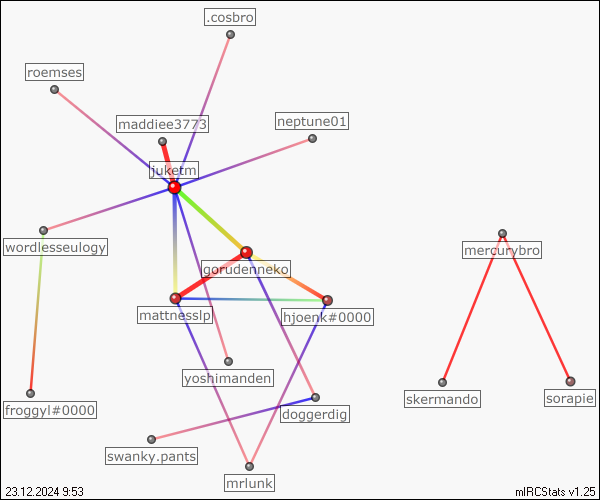 .cosbro
roemses
neptune01
maddiee3773
juketm
wordlesseulogy
mercurybro
gorudenneko
mattnesslp
hjoenk#0000
yoshimanden
skermando
sorapie
froggyl#0000
doggerdig
swanky.pants
mrlunk
23.12.2024 9:53
mIRCStats v1.25